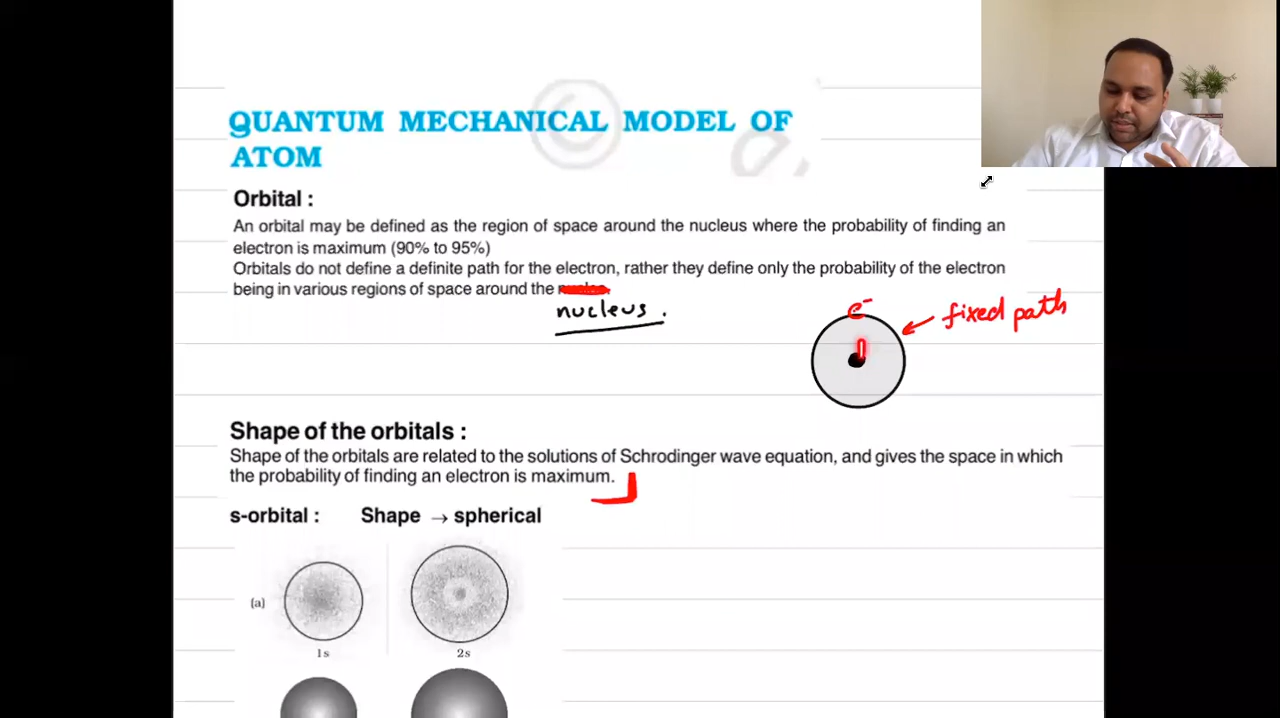 QUANTUM MECHANICAL MODEL OF
ATOM
Orbital :
An orbital may be defined as the region of space around the nucleus where the probability of finding an
electron is maximum (90% to 95%)
Orbitals do not define a definite path for the electron, rather they define only the probability of the electron
being in various regions of space around the
nucleus.
e⁻
fixed path
Shape of the orbitals :
Shape of the orbitals are related to the solutions of Schrodinger wave equation, and gives the space in which
the probability of finding an electron is maximum.
s-orbital : Shape → spherical
(a)
1s
2s